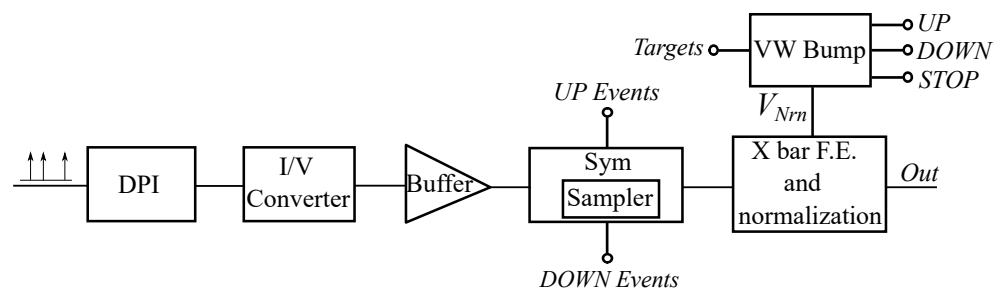 UP
Targets
VW Bump
DOWN
STOP
UP Events
V_Nrn
DPI
I/V
Converter
Buffer
Sym
Sampler
X bar F.E.
and
normalization
Out
DOWN Events